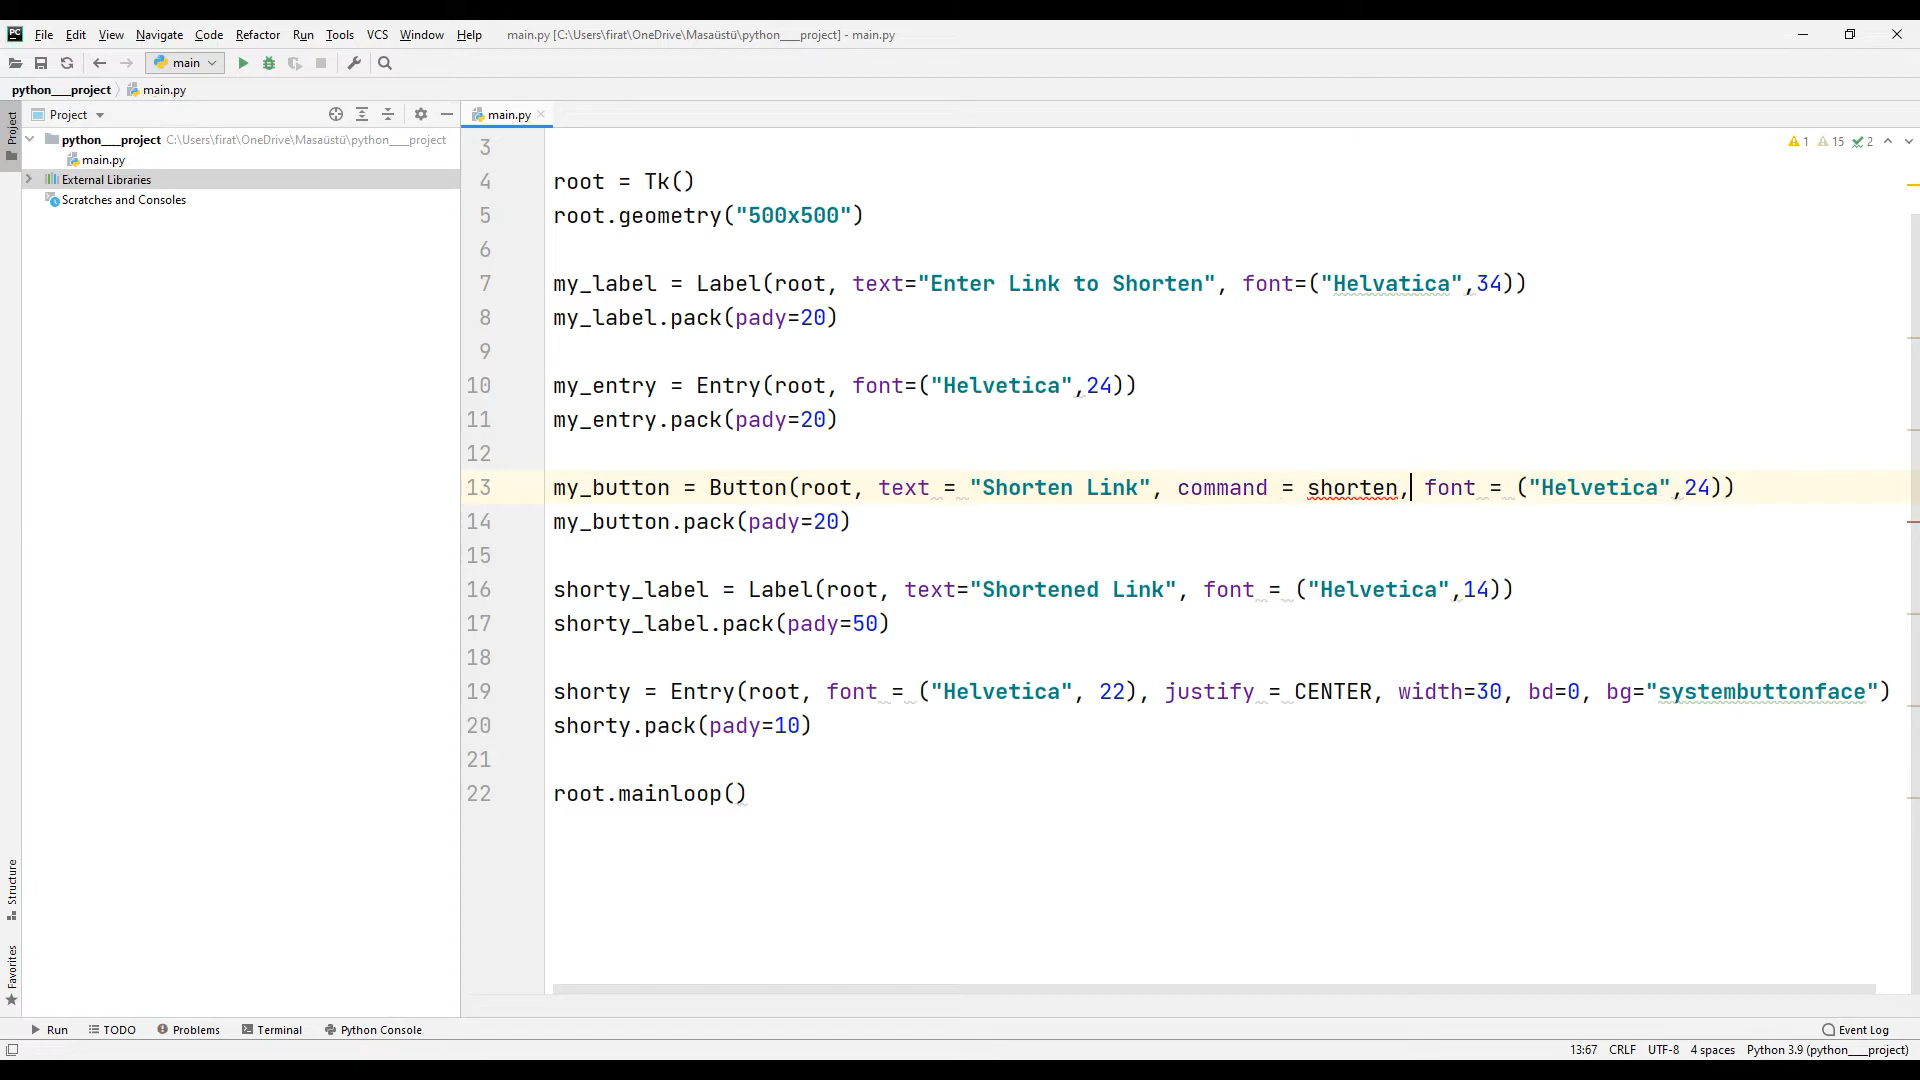 PC File Edit View Navigate Code Refactor Run Tools VCS Window Help main.py [C:\Users\firat\OneDrive\Masaüstü\python___project] - main.py
main
python___project main.py
Project
main.py
Project
python___project C:\Users\firat\OneDrive\Masaüstü\python___project
main.py
External Libraries
Scratches and Consoles
1 15 2
3
4 root = Tk()
5 root.geometry("500x500")
6
7 my_label = Label(root, text="Enter Link to Shorten", font=("Helvatica",34))
8 my_label.pack(pady=20)
9
10 my_entry = Entry(root, font=("Helvetica",24))
11 my_entry.pack(pady=20)
12
13 my_button = Button(root, text = "Shorten Link", command = shorten, font = ("Helvetica",24))
14 my_button.pack(pady=20)
15
16 shorty_label = Label(root, text="Shortened Link", font = ("Helvetica",14))
17 shorty_label.pack(pady=50)
18
19 shorty = Entry(root, font = ("Helvetica", 22), justify = CENTER, width=30, bd=0, bg="systembuttonface")
20 shorty.pack(pady=10)
21
22 root.mainloop()
Structure
Favorites
Run TODO Problems Terminal Python Console Event Log
13:67 CRLF UTF-8 4 spaces Python 3.9 (python___project)